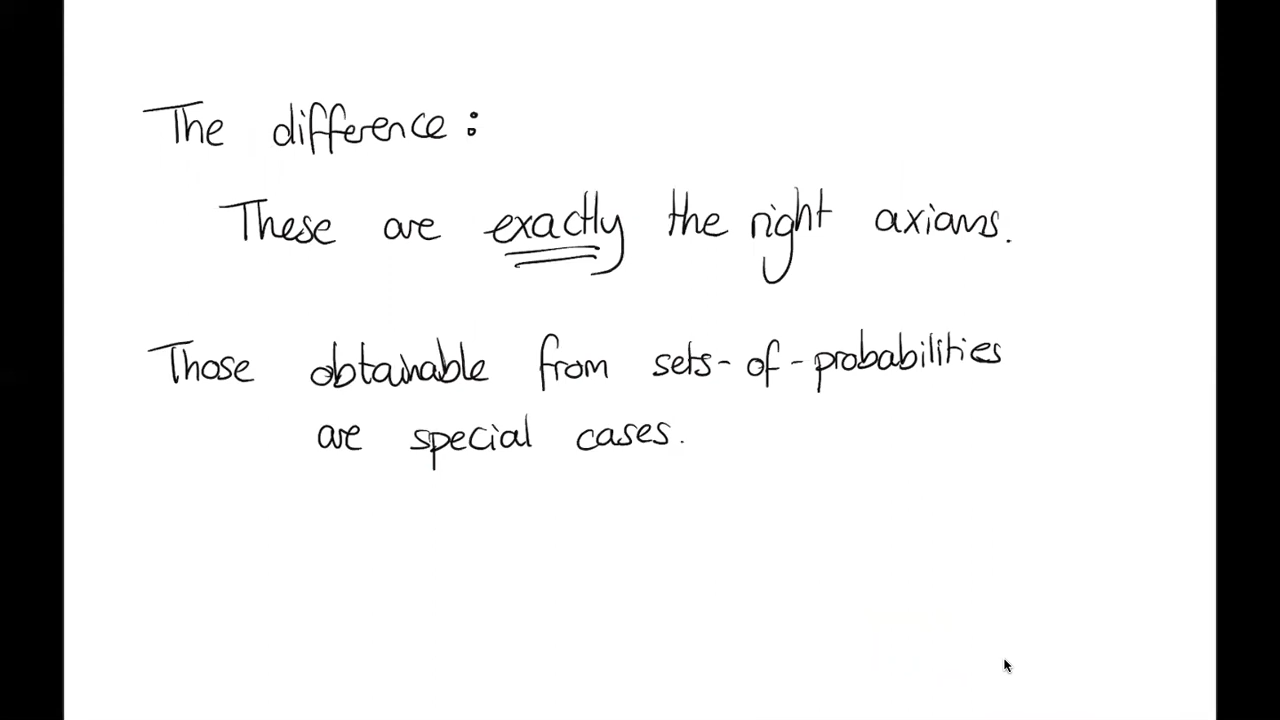 The difference:
These are exactly the right axioms.
Those obtainable from sets-of-probabilities
are special cases.